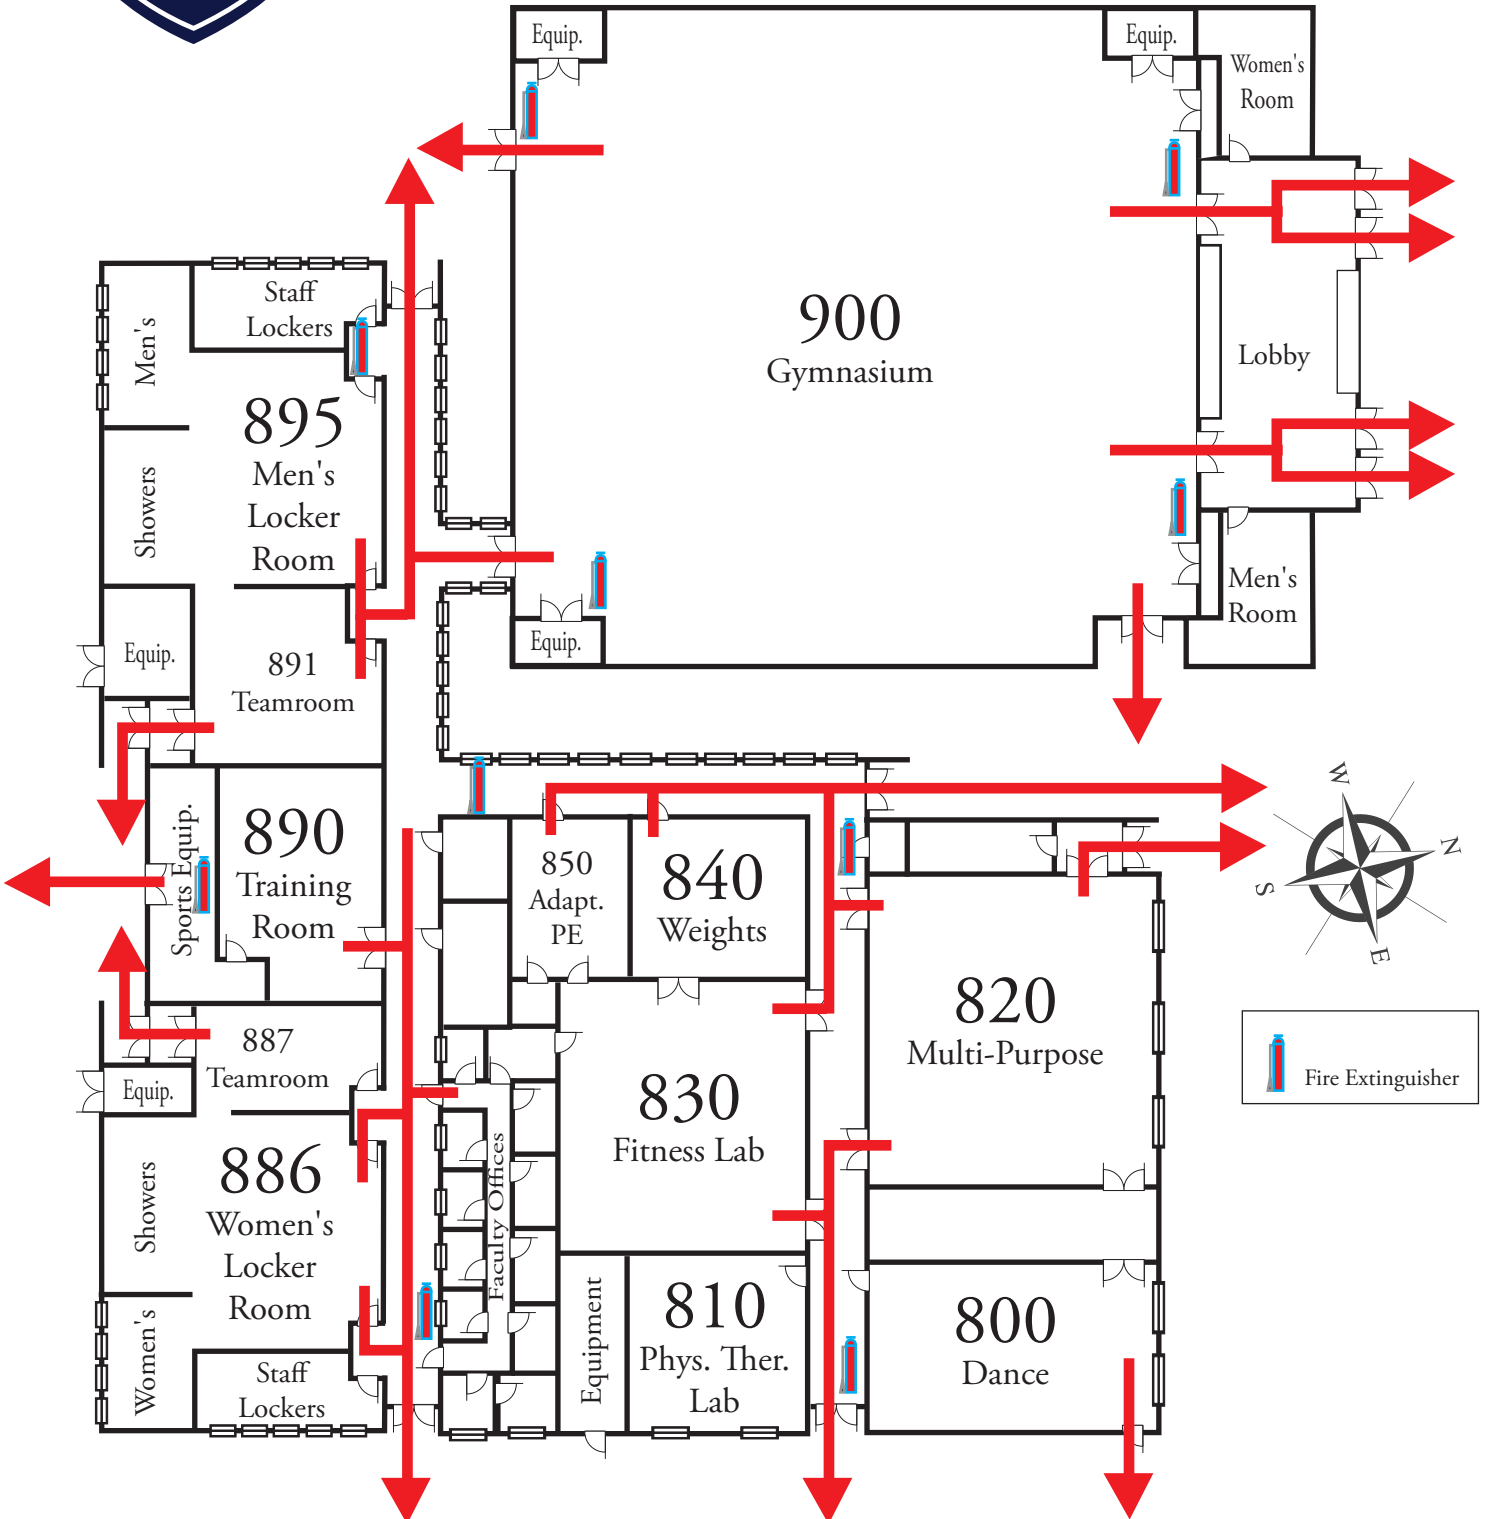 Equip.
Equip.
Women's
Room
900
Gymnasium
Lobby
Staff
Lockers
Men's
895
Men's
Locker
Room
Showers
Men's
Room
Equip.
Equip.
891
Teamroom
W
N
S
E
Sports Equip.
890
Training
Room
850
Adapt.
PE
840
Weights
820
Multi-Purpose
887
Teamroom
Equip.
830
Fitness Lab
Fire Extinguisher
Showers
886
Women's
Locker
Room
Faculty Offices
Women's
Staff
Lockers
Equipment
810
Phys. Ther.
Lab
800
Dance